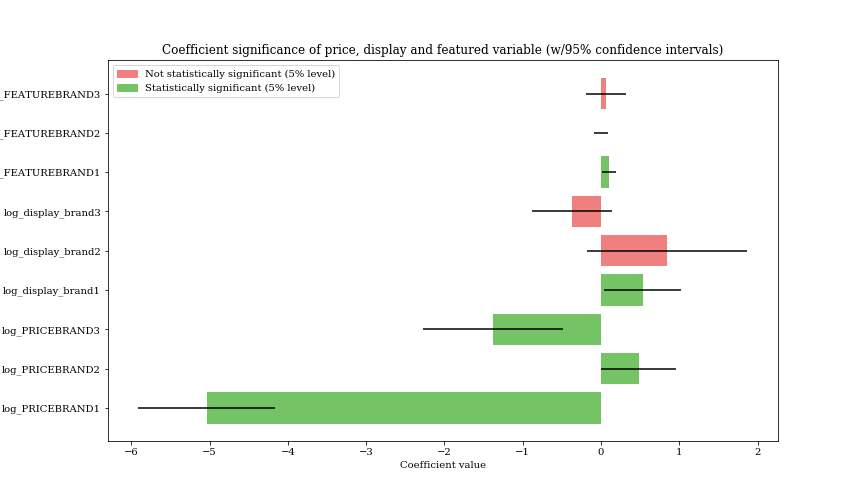 Coefficient significance of price, display and featured variable (w/95% confidence intervals)
Not statistically significant (5% level)
Statistically significant (5% level)
_FEATUREBRAND3
_FEATUREBRAND2
_FEATUREBRAND1
log_display_brand3
log_display_brand2
log_display_brand1
log_PRICEBRAND3
log_PRICEBRAND2
log_PRICEBRAND1
−6 −5 −4 −3 −2 −1 0 1 2
Coefficient value